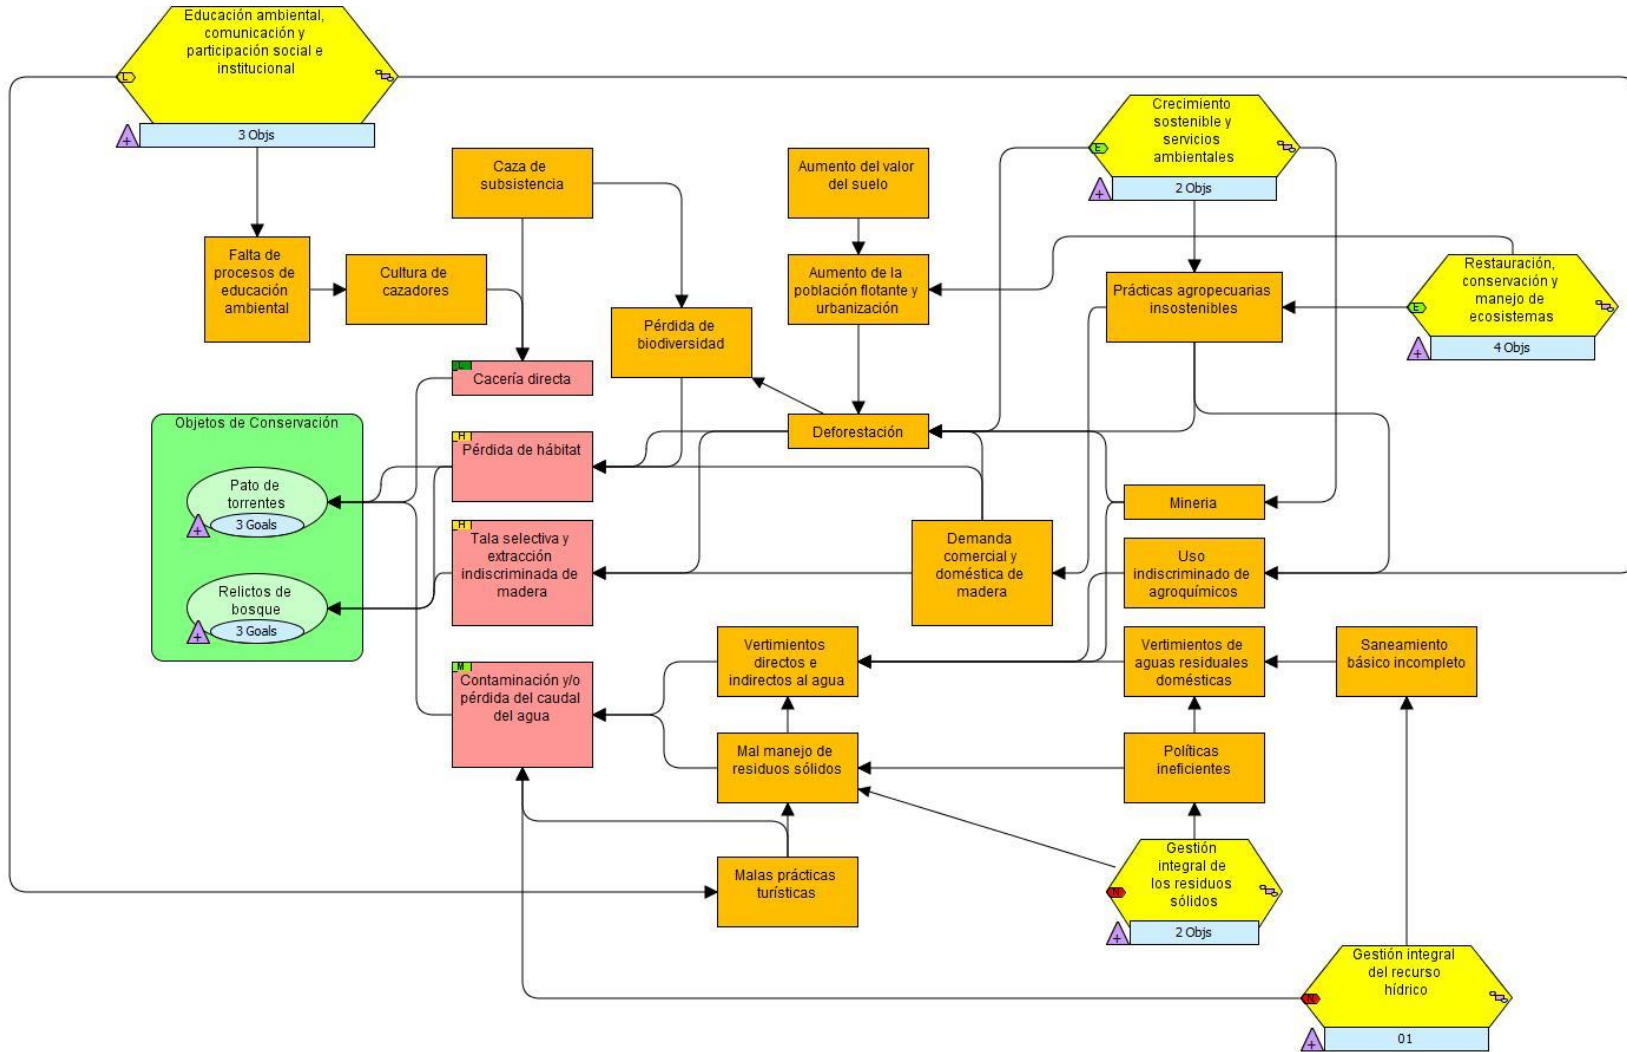 Educación ambiental,
comunicación y
participación social e
institucional
L
3 Objs
+
Crecimiento
sostenible y
servicios
ambientales
E
2 Objs
+
Caza de
subsistencia
Aumento del valor
del suelo
Falta de
procesos de
educación
ambiental
Cultura de
cazadores
Aumento de la
población flotante y
urbanización
Prácticas agropecuarias
insostenibles
Restauración,
conservación y
manejo de
ecosistemas
E
4 Objs
+
Pérdida de
biodiversidad
L
Cacería directa
Objetos de Conservación
Deforestación
H
Pérdida de hábitat
Pato de
torrentes
3 Goals
+
Mineria
H
Tala selectiva y
extracción
indiscriminada de
madera
Demanda
comercial y
doméstica de
madera
Uso
indiscriminado de
agroquímicos
Relictos de
bosque
3 Goals
+
Vertimientos
directos e
indirectos al agua
Vertimientos de
aguas residuales
domésticas
Saneamiento
básico incompleto
M
Contaminación y/o
pérdida del caudal
del agua
Mal manejo de
residuos sólidos
Políticas
ineficientes
Malas prácticas
turísticas
Gestión
integral de
los residuos
sólidos
N
2 Objs
+
Gestión integral
del recurso
hídrico
N
01
+